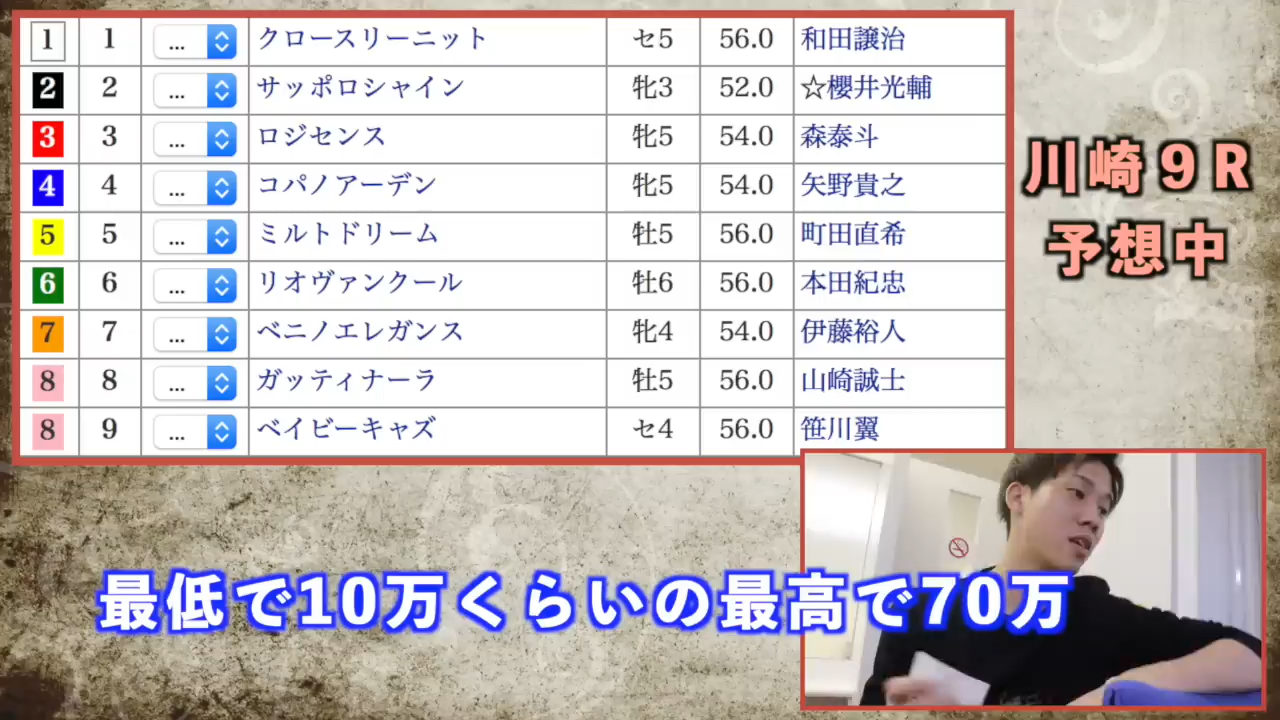 1 1 ... クロースリーニット セ5 56.0 和田譲治
2 2 ... サッポロシャイン 牝3 52.0 ☆櫻井光輔
3 3 ... ロジセンス 牝5 54.0 森泰斗
4 4 ... コパノアーデン 牝5 54.0 矢野貴之
5 5 ... ミルトドリーム 牡5 56.0 町田直希
6 6 ... リオヴァンクール 牡6 56.0 本田紀忠
7 7 ... ベニノエレガンス 牝4 54.0 伊藤裕人
8 8 ... ガッティナーラ 牡5 56.0 山崎誠士
8 9 ... ベイビーキャズ セ4 56.0 笹川翼
川崎９Ｒ
予想中
最低で10万くらいの最高で70万